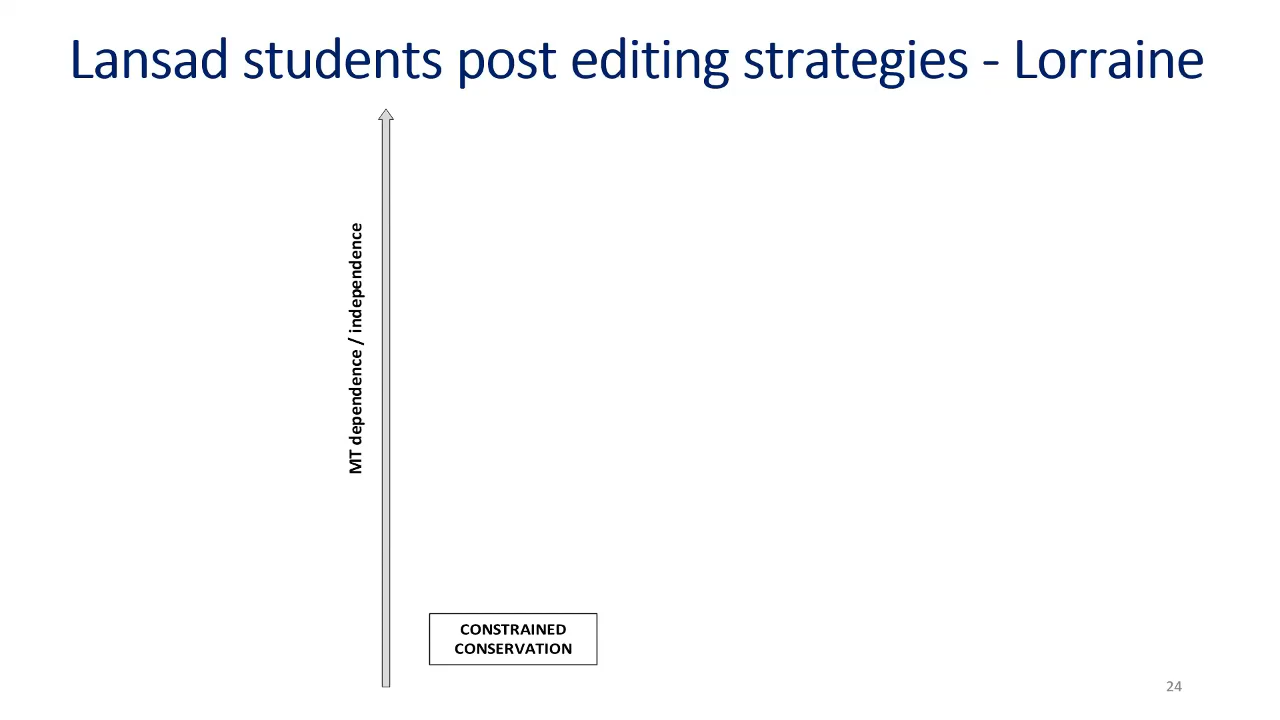 Lansad students post editing strategies - Lorraine
MT dependence / independence
CONSTRAINED
CONSERVATION
24